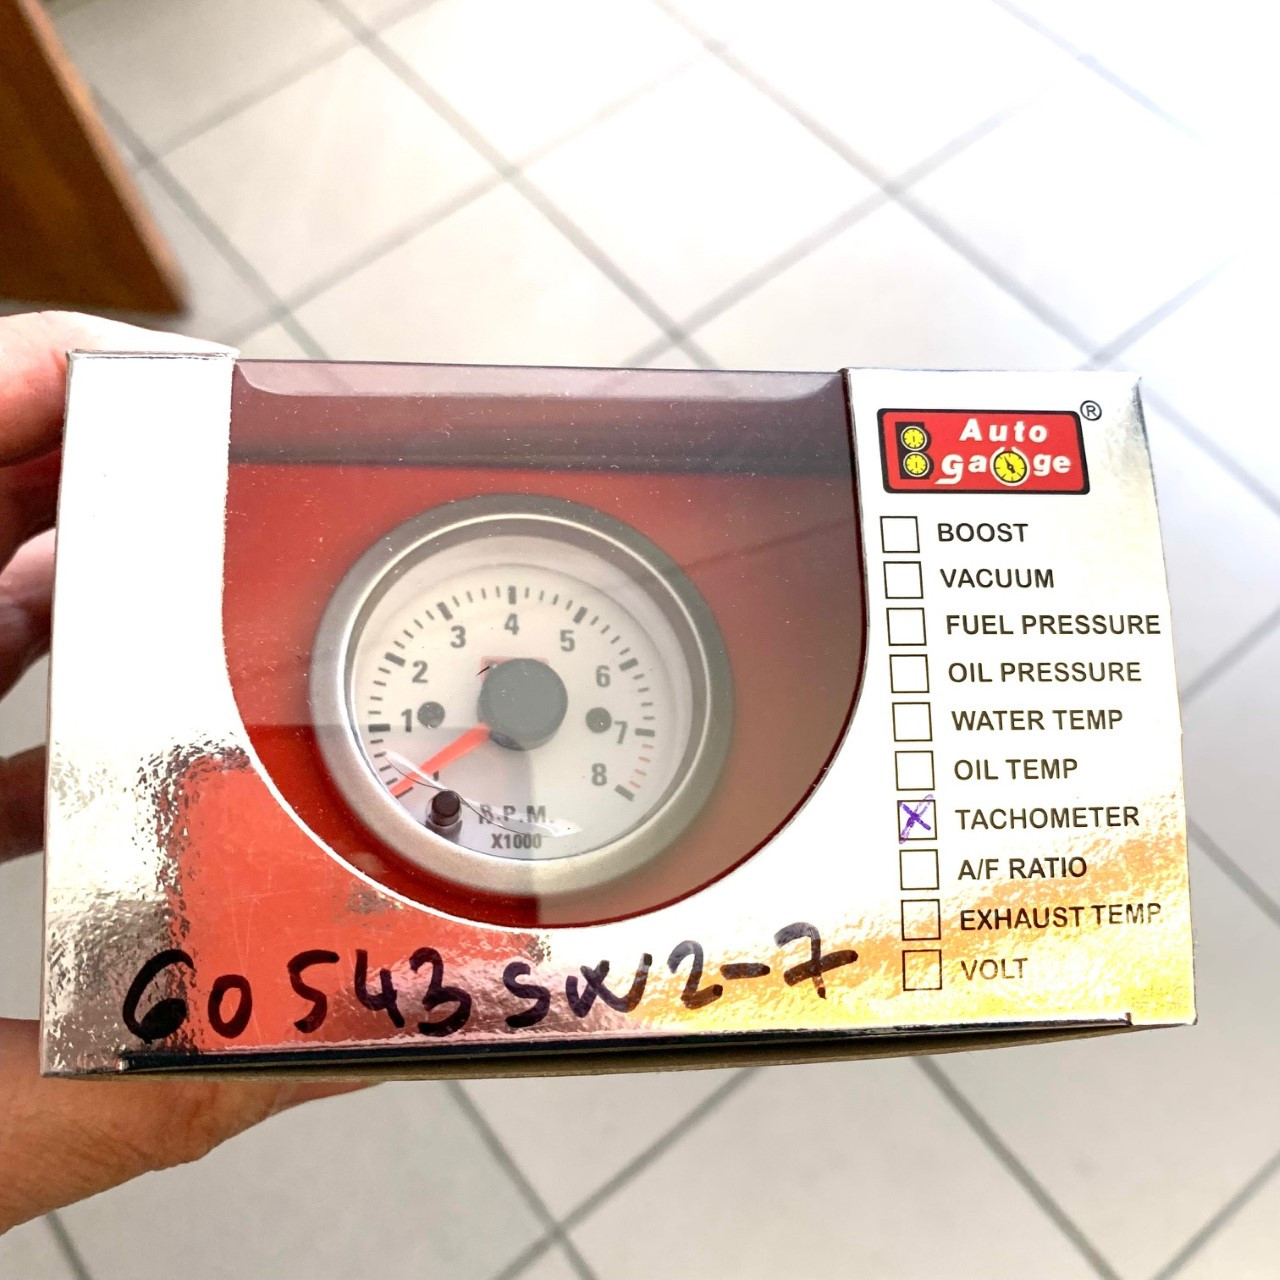 Auto ®
gauge
BOOST
VACUUM
FUEL PRESSURE
OIL PRESSURE
WATER TEMP
OIL TEMP
TACHOMETER
A/F RATIO
EXHAUST TEMP.
VOLT
1 2 3 4 5 6 7 8
R.P.M.
X1000
60543SW2-7